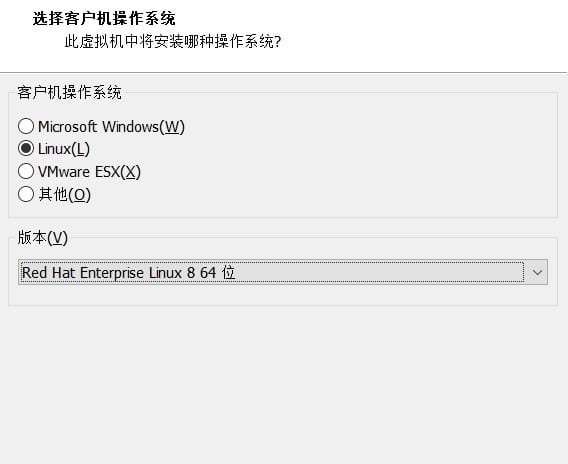 选择客户机操作系统
此虚拟机中将安装哪种操作系统?
客户机操作系统
Microsoft Windows(W)
Linux(L)
VMware ESX(X)
其他(O)
版本(V)
Red Hat Enterprise Linux 8 64 位